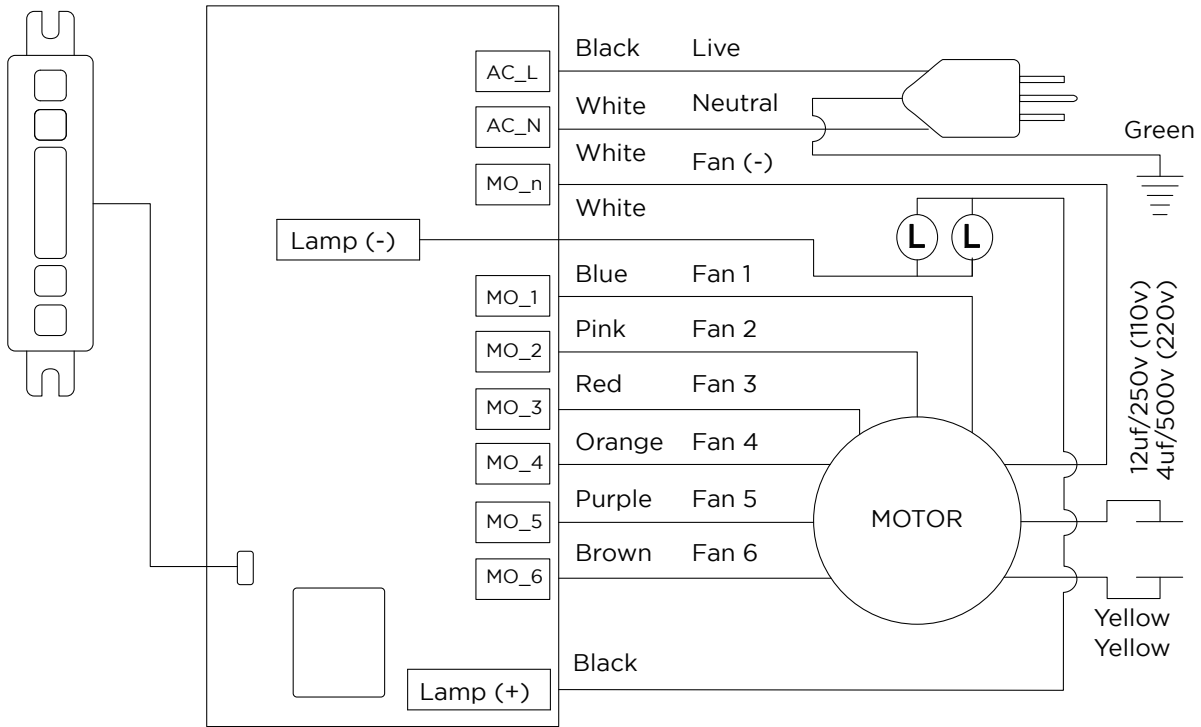 Black Live
AC_L
White Neutral
AC_N
Green
White Fan (-)
MO_n
White
Lamp (-)
L L
Blue Fan 1
MO_1
Pink Fan 2
MO_2
Red Fan 3
MO_3
Orange Fan 4
MO_4
Purple Fan 5
MO_5
MOTOR
Brown Fan 6
MO_6
12uf/250v (110v)
4uf/500v (220v)
Yellow
Yellow
Black
Lamp (+)